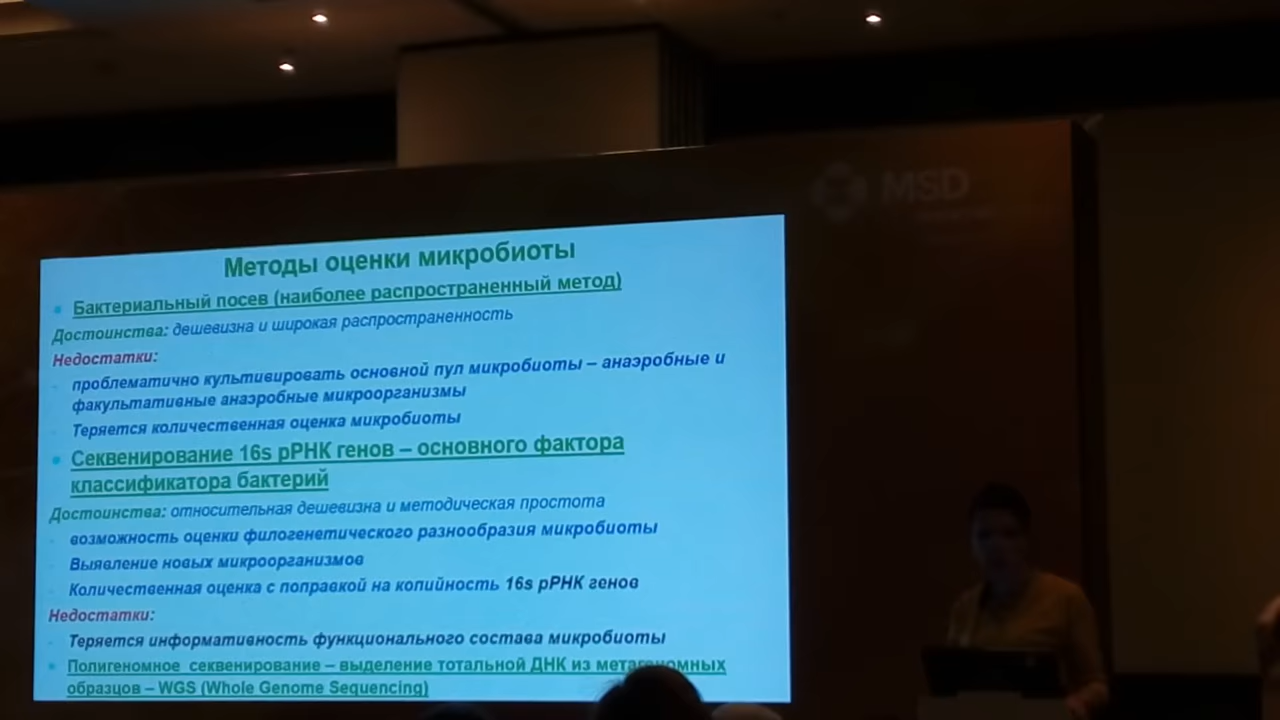 MSD
Методы оценки микробиоты
Бактериальный посев (наиболее распространенный метод)
Достоинства: дешевизна и широкая распространенность
Недостатки:
проблематично культивировать основной пул микробиоты – анаэробные и
факультативные анаэробные микроорганизмы
Теряется количественная оценка микробиоты
Секвенирование 16s рРНК генов – основного фактора
классификатора бактерий
Достоинства: относительная дешевизна и методическая простота
возможность оценки филогенетического разнообразия микробиоты
Выявление новых микроорганизмов
Количественная оценка с поправкой на копийность 16s рРНК генов
Недостатки:
Теряется информативность функционального состава микробиоты
Полигеномное секвенирование – выделение тотальной ДНК из метагеномных
образцов – WGS (Whole Genome Sequencing)